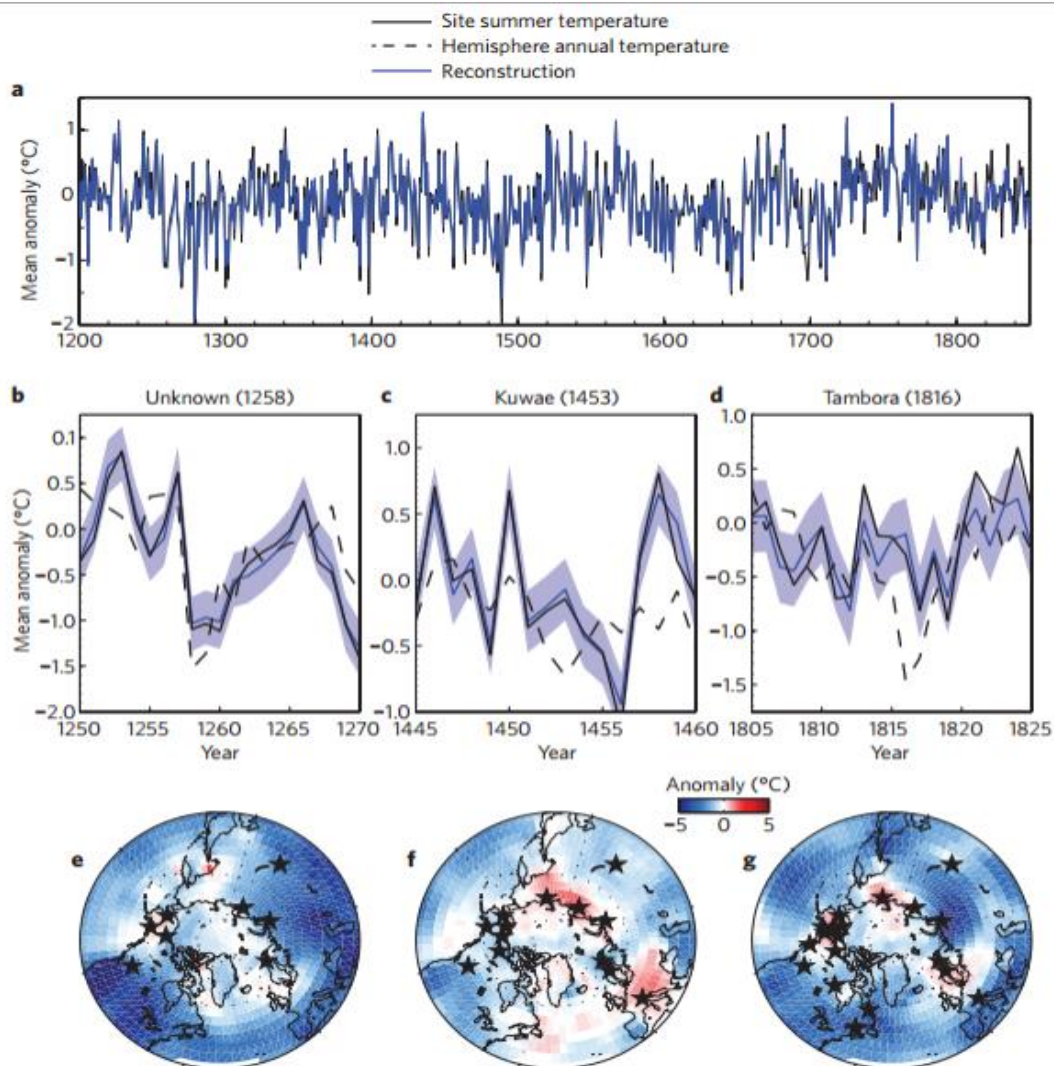 Site summer temperature
Hemisphere annual temperature
Reconstruction
a
Mean anomaly (°C)
1
0
−1
−2
1200 1300 1400 1500 1600 1700 1800
b Unknown (1258) c Kuwae (1453) d Tambora (1816)
Mean anomaly (°C)
0.1
0.5
0.0
−0.5
−1.0
−1.5
−2.0
1250 1255 1260 1265 1270
Year
1.0
0.5
0.0
−0.5
−1.0
1445 1450 1455 1460
Year
1.0
0.5
0.0
−0.5
−1.0
−1.5
1805 1810 1815 1820 1825
Year
Anomaly (°C)
−5 0 5
e f g